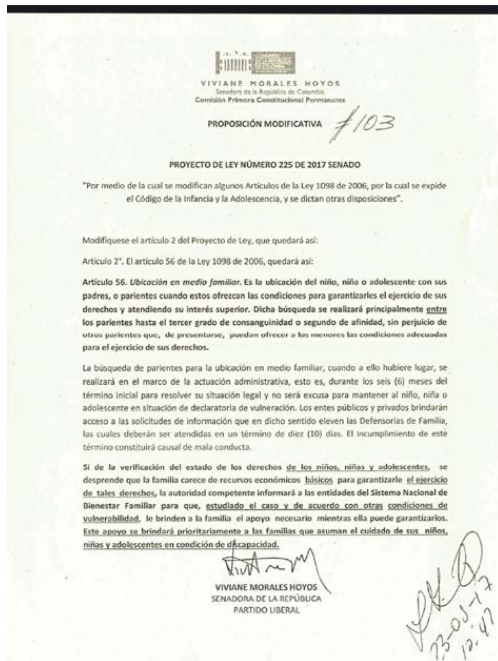 VIVIANE MORALES HOYOS
Senadora de la República de Colombia
Comisión Primera Constitucional Permanente
PROPOSICIÓN MODIFICATIVA #103
PROYECTO DE LEY NÚMERO 225 DE 2017 SENADO
"Por medio de la cual se modifican algunos Artículos de la Ley 1098 de 2006, por la cual se expide
el Código de la Infancia y la Adolescencia, y se dictan otras disposiciones".
Modifíquese el artículo 2 del Proyecto de Ley, que quedará así:
Artículo 2°. El artículo 56 de la Ley 1098 de 2006, quedará así:
Artículo 56. Ubicación en medio familiar. Es la ubicación del niño, niña o adolescente con sus
padres, o parientes cuando estos ofrezcan las condiciones para garantizarles el ejercicio de sus
derechos y atendiendo su interés superior. Dicha búsqueda se realizará principalmente entre
los parientes hasta el tercer grado de consanguinidad o segundo de afinidad, sin perjuicio de
otros parientes que, de presentarse, puedan ofrecer a los menores las condiciones adecuadas
para el ejercicio de sus derechos.
La búsqueda de parientes para la ubicación en medio familiar, cuando a ello hubiere lugar, se
realizará en el marco de la actuación administrativa, esto es, durante los seis (6) meses del
término inicial para resolver su situación legal y no será excusa para mantener al niño, niña o
adolescente en situación de declaratoria de vulneración. Los entes públicos y privados brindarán
acceso a las solicitudes de información que en dicho sentido eleven las Defensorías de Familia,
las cuales deberán ser atendidas en un término de diez (10) días. El incumplimiento de este
término constituirá causal de mala conducta.
Si de la verificación del estado de los derechos de los niños, niñas y adolescentes, se
desprende que la familia carece de recursos económicos básicos para garantizarle el ejercicio
de tales derechos, la autoridad competente informará a las entidades del Sistema Nacional de
Bienestar Familiar para que, estudiado el caso y de acuerdo con otras condiciones de
vulnerabilidad, le brinden a la familia el apoyo necesario mientras ella puede garantizarlos.
Este apoyo se brindará prioritariamente a las familias que asuman el cuidado de sus niños,
niñas y adolescentes en condición de discapacidad.
VIVIANE MORALES HOYOS
SENADORA DE LA REPÚBLICA
PARTIDO LIBERAL
23-05-17
12:47